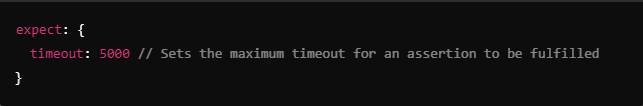 expect: {
  timeout: 5000 // Sets the maximum timeout for an assertion to be fulfilled
}